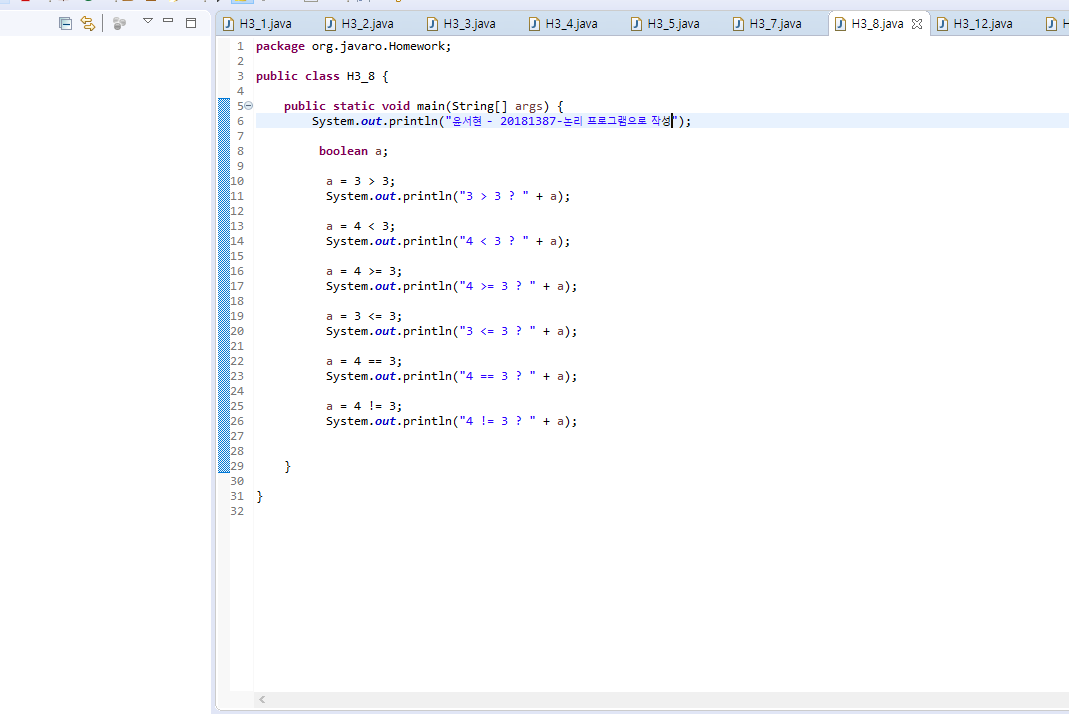 H3_1.java H3_2.java H3_3.java H3_4.java H3_5.java H3_7.java H3_8.java H3_12.java H
1 package org.javaro.Homework;
2
3 public class H3_8 {
4
5 public static void main(String[] args) {
6 System.out.println("윤서현 - 20181387-논리 프로그램으로 작성");
7
8 boolean a;
9
10 a = 3 > 3;
11 System.out.println("3 > 3 ? " + a);
12
13 a = 4 < 3;
14 System.out.println("4 < 3 ? " + a);
15
16 a = 4 >= 3;
17 System.out.println("4 >= 3 ? " + a);
18
19 a = 3 <= 3;
20 System.out.println("3 <= 3 ? " + a);
21
22 a = 4 == 3;
23 System.out.println("4 == 3 ? " + a);
24
25 a = 4 != 3;
26 System.out.println("4 != 3 ? " + a);
27
28
29 }
30
31 }
32